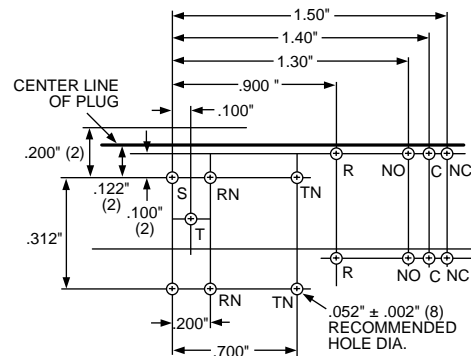 1.50"
1.40"
1.30"
.900"
CENTER LINE
OF PLUG
.100"
.200" (2)
.122"
(2)
.100"
(2)
.312"
S
RN
TN
R
NO
C
NC
T
R
NO
C
NC
RN
TN
.052" ± .002" (8)
RECOMMENDED
HOLE DIA.
.200"
.700"